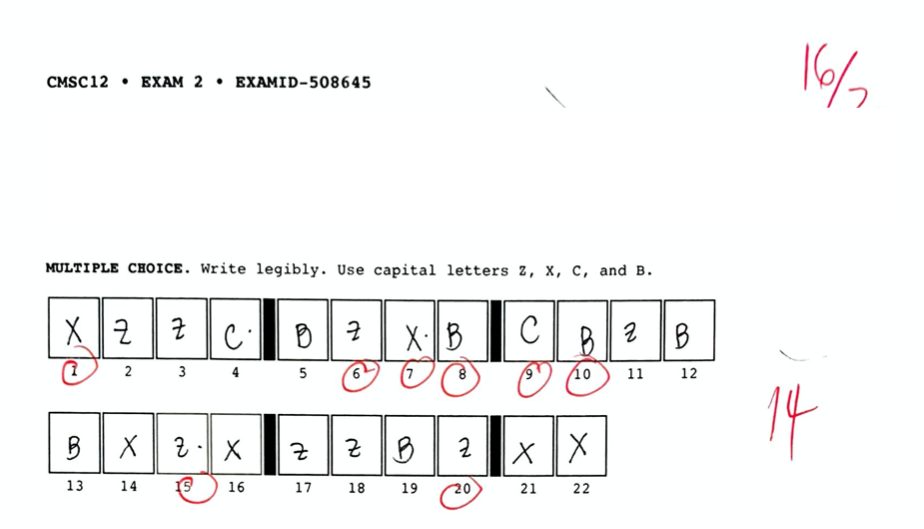 CMSC12 • EXAM 2 • EXAMID-508645
16/
MULTIPLE CHOICE. Write legibly. Use capital letters Z, X, C, and B.
X Z Z C B Z X B C B Z B
1 2 3 4 5 6 7 8 9 10 11 12
14
B X Z X Z Z B Z X X
13 14 15 16 17 18 19 20 21 22